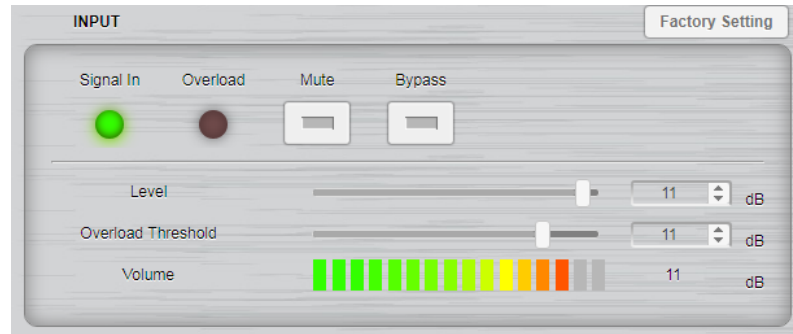 INPUT Factory Setting
Signal In Overload Mute Bypass
Level 11 dB
Overload Threshold 11 dB
Volume 11 dB